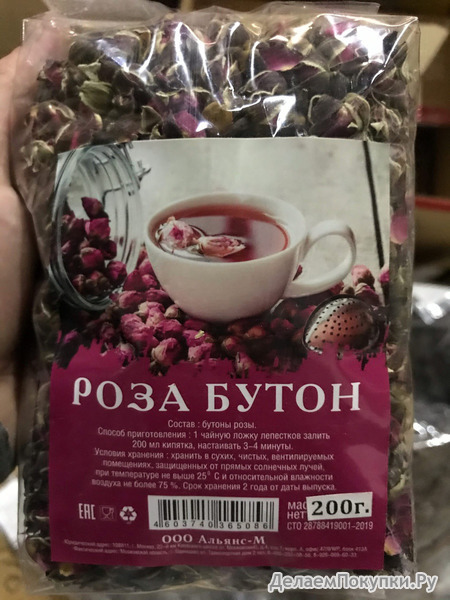 РОЗА БУТОН
Состав : бутоны розы.
Способ приготовления : 1 чайную ложку лепестков залить
200 мл кипятка, настаивать 3–4 минуты.
Условия хранения : хранить в сухих, чистых, вентилируемых
помещениях, защищенных от прямых солнечных лучей,
при температуре не выше 25° С и относительной влажности
воздуха не более 75 %. Срок хранения 2 года от даты выпуска.
EAC
4603740365086
200г.
СТО 28788419001–2019
ООО Альянс-М
ДелаемПокупки.Ру